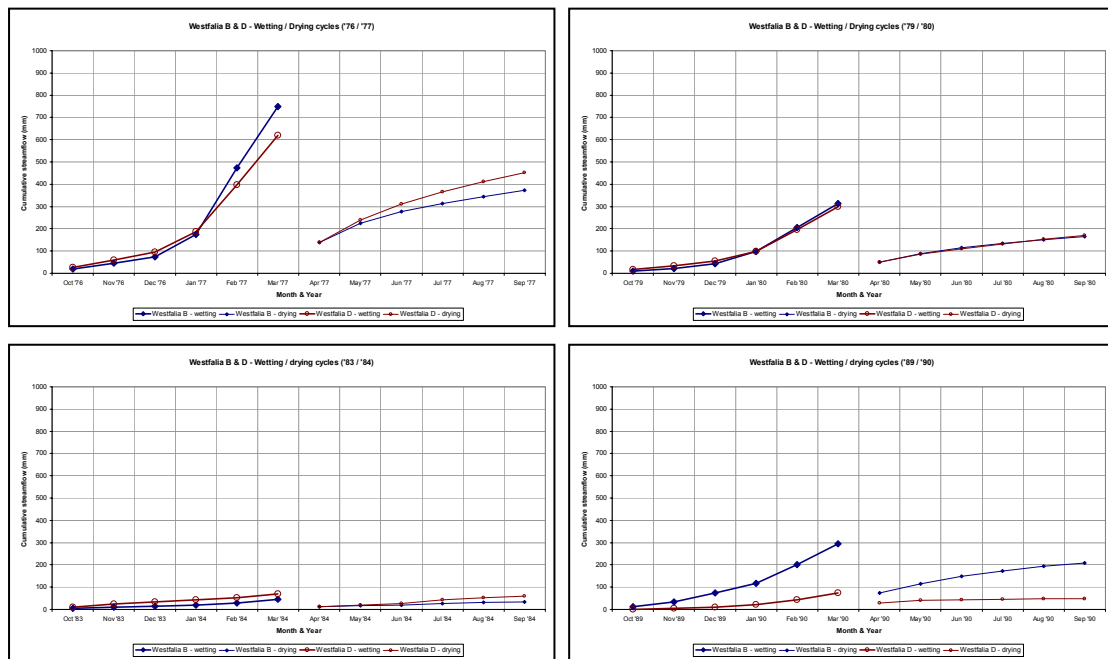 Westfalia B & D - Wetting / Drying cycles ('76 / '77)
Cumulative streamflow (mm)
1000
900
800
700
600
500
400
300
200
100
0
Oct '76 Nov '76 Dec '76 Jan '77 Feb '77 Mar '77 Apr '77 May '77 Jun '77 Jul '77 Aug '77 Sep '77
Month & Year
Westfalia B - wetting Westfalia B - drying Westfalia D - wetting Westfalia D - drying
Westfalia B & D - Wetting / Drying cycles ('79 / '80)
Cumulative streamflow (mm)
1000
900
800
700
600
500
400
300
200
100
0
Oct '79 Nov '79 Dec '79 Jan '80 Feb '80 Mar '80 Apr '80 May '80 Jun '80 Jul '80 Aug '80 Sep '80
Month & Year
Westfalia B - wetting Westfalia B - drying Westfalia D - wetting Westfalia D - drying
Westfalia B & D - Wetting / drying cycles ('83 / '84)
Cumulative streamflow (mm)
1000
900
800
700
600
500
400
300
200
100
0
Oct '83 Nov '83 Dec '83 Jan '84 Feb '84 Mar '84 Apr '84 May '84 Jun '84 Jul '84 Aug '84 Sep '84
Month & Year
Westfalia B - wetting Westfalia B - drying Westfalia D - wetting Westfalia D - drying
Westfalia B & D - Wetting / drying cycles ('89 / '90)
Cumulative streamflow (mm)
1000
900
800
700
600
500
400
300
200
100
0
Oct '89 Nov '89 Dec '89 Jan '90 Feb '90 Mar '90 Apr '90 May '90 Jun '90 Jul '90 Aug '90 Sep '90
Month & Year
Westfalia B - wetting Westfalia B - drying Westfalia D - wetting Westfalia D - drying